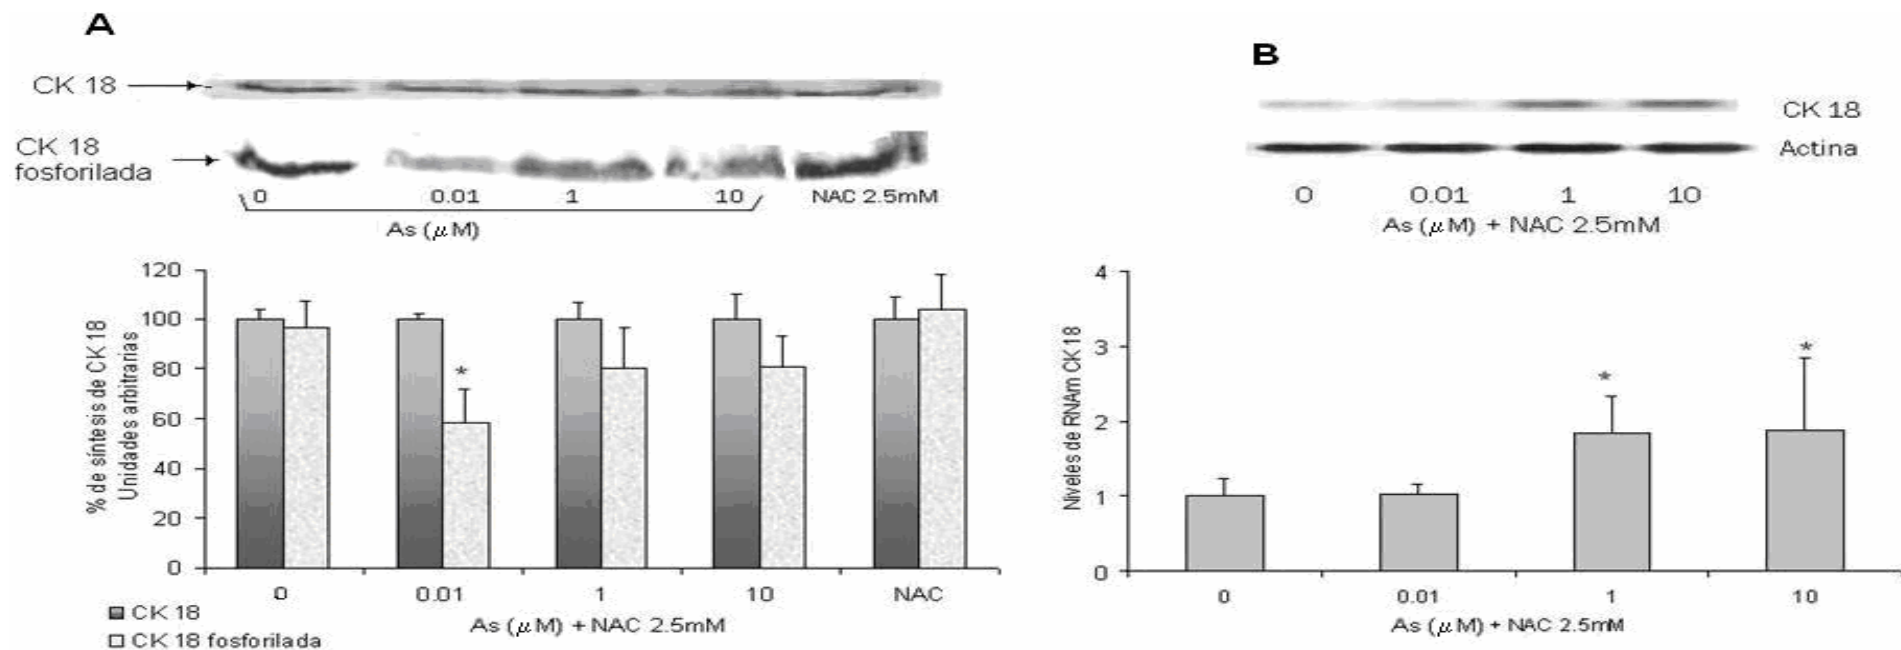 A
CK 18
CK 18
fosforilada
0 0.01 1 10 NAC 2.5mM
As (μM)
120
100
80
60
40
20
0
% de síntesis de CK 18
Unidades arbitrarias
*
0 0.01 1 10 NAC
As (μM) + NAC 2.5mM
CK 18
CK 18 fosforilada
B
CK 18
Actina
0 0.01 1 10
As (μM) + NAC 2.5mM
4
3
2
1
0
Niveles de RNAm CK18
* *
0 0.01 1 10
As (μM) + NAC 2.5mM